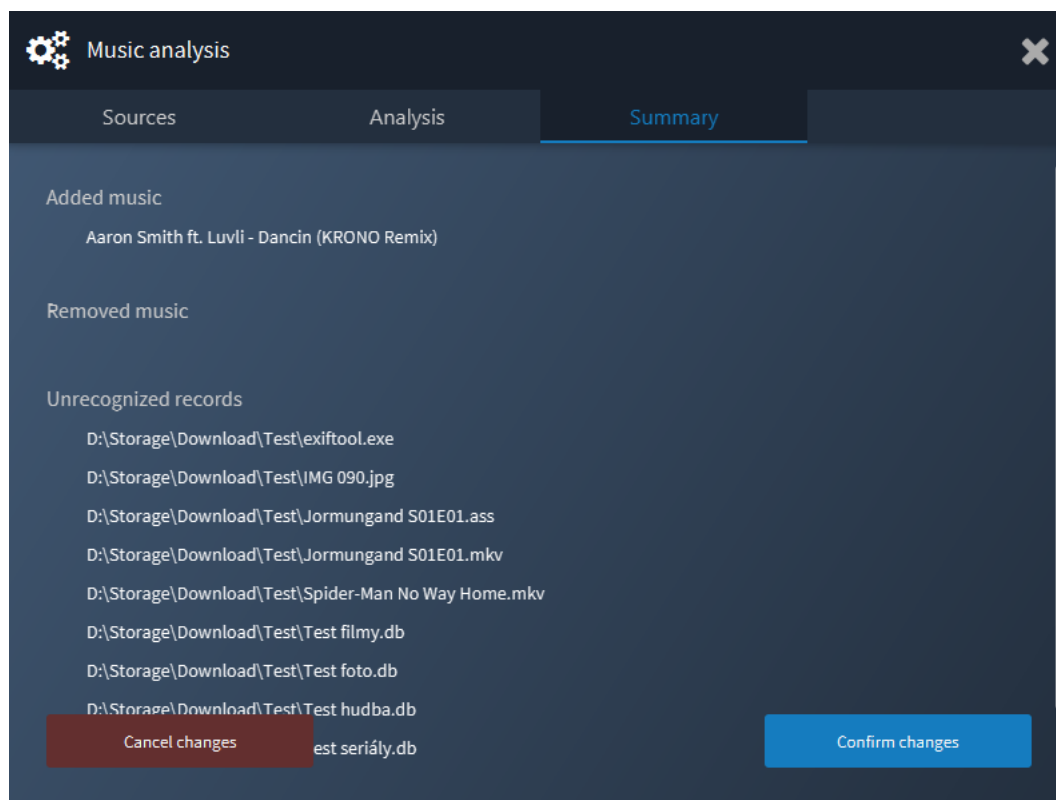 Music analysis
Sources Analysis Summary
Added music
Aaron Smith ft. Luvli - Dancin (KRONO Remix)
Removed music
Unrecognized records
D:\Storage\Download\Test\exiftool.exe
D:\Storage\Download\Test\IMG 090.jpg
D:\Storage\Download\Test\Jormungand S01E01.ass
D:\Storage\Download\Test\Jormungand S01E01.mkv
D:\Storage\Download\Test\Spider-Man No Way Home.mkv
D:\Storage\Download\Test\Test filmy.db
D:\Storage\Download\Test\Test foto.db
D:\Storage\Download\Test\Test hudba.db
est seriály.db
Cancel changes Confirm changes